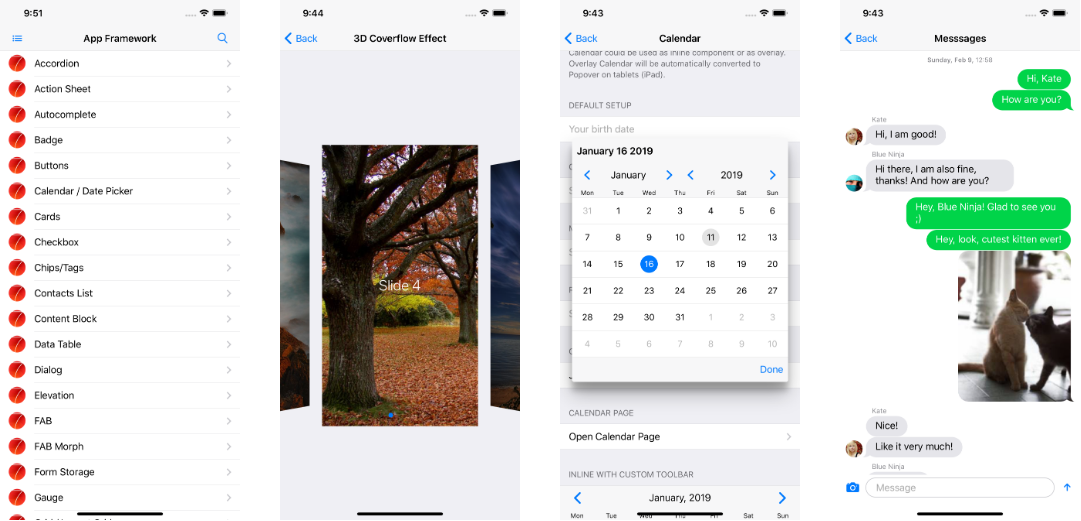 9:51
App Framework
Accordion
Action Sheet
Autocomplete
Badge
Buttons
Calendar / Date Picker
Cards
Checkbox
Chips/Tags
Contacts List
Content Block
Data Table
Dialog
Elevation
FAB
FAB Morph
Form Storage
Gauge
9:44
Back
3D Coverflow Effect
Slide 4
9:43
Back
Calendar
Calendar could be used as inline component or as overlay.
Overlay Calendar will be automatically converted to
Popover on tablets (iPad).
DEFAULT SETUP
Your birth date
January 16 2019
January 2019
Mon Tue Wed Thu Fri Sat Sun
31 1 2 3 4 5 6
7 8 9 10 11 12 13
14 15 16 17 18 19 20
21 22 23 24 25 26 27
28 29 30 31 1 2 3
4 5 6 7 8 9 10
Done
CALENDAR PAGE
Open Calendar Page
INLINE WITH CUSTOM TOOLBAR
January, 2019
Mon Tue Wed Thu Fri Sat Sun
9:43
Back
Messsages
Sunday, Feb 9, 12:58
Hi, Kate
How are you?
Kate
Hi, I am good!
Blue Ninja
Hi there, I am also fine,
thanks! And how are you?
Hey, Blue Ninja! Glad to see you
;)
Hey, look, cutest kitten ever!
Kate
Nice!
Like it very much!
Blue Ninja
Message